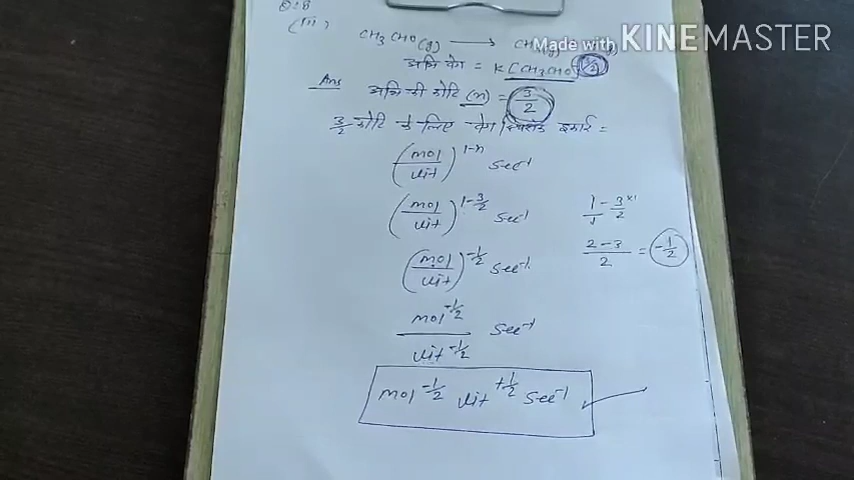 (iii)
CH3CHO(g) ⟶ CH (g)
Made with KINEMASTER
अभि वेग = K[CH3CHO]3/2
Ans अभि की कोटि (n) = 3/2
3/2 कोटि के लिए वेग स्थिरांक इकाई =
(mol/lit)^1-n Sec^-1
(mol/lit)^1-3/2 Sec^-1 1/1 - 3/2 ×1
(mol/lit)^-1/2 Sec^-1 2-3/2 = -1/2
mol^-1/2 / lit^-1/2 Sec^-1
mol^-1/2 lit^+1/2 Sec^-1